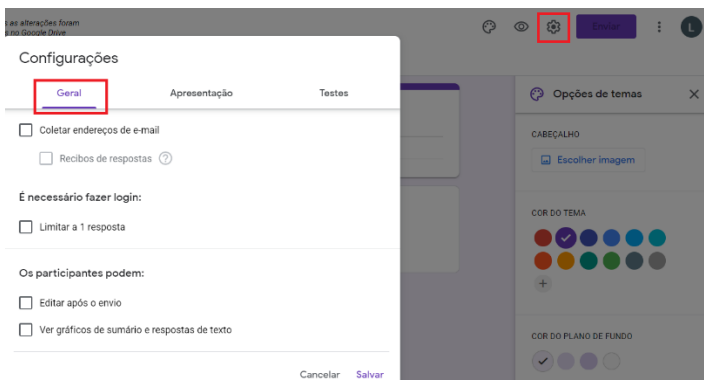 s as alterações foram
s no Google Drive
Enviar
L
Configurações
Geral
Apresentação
Testes
Coletar endereços de e-mail
Recibos de respostas ?
É necessário fazer login:
Limitar a 1 resposta
Os participantes podem:
Editar após o envio
Ver gráficos de sumário e respostas de texto
Cancelar
Salvar
Opções de temas
CABEÇALHO
Escolher imagem
COR DO TEMA
COR DO PLANO DE FUNDO